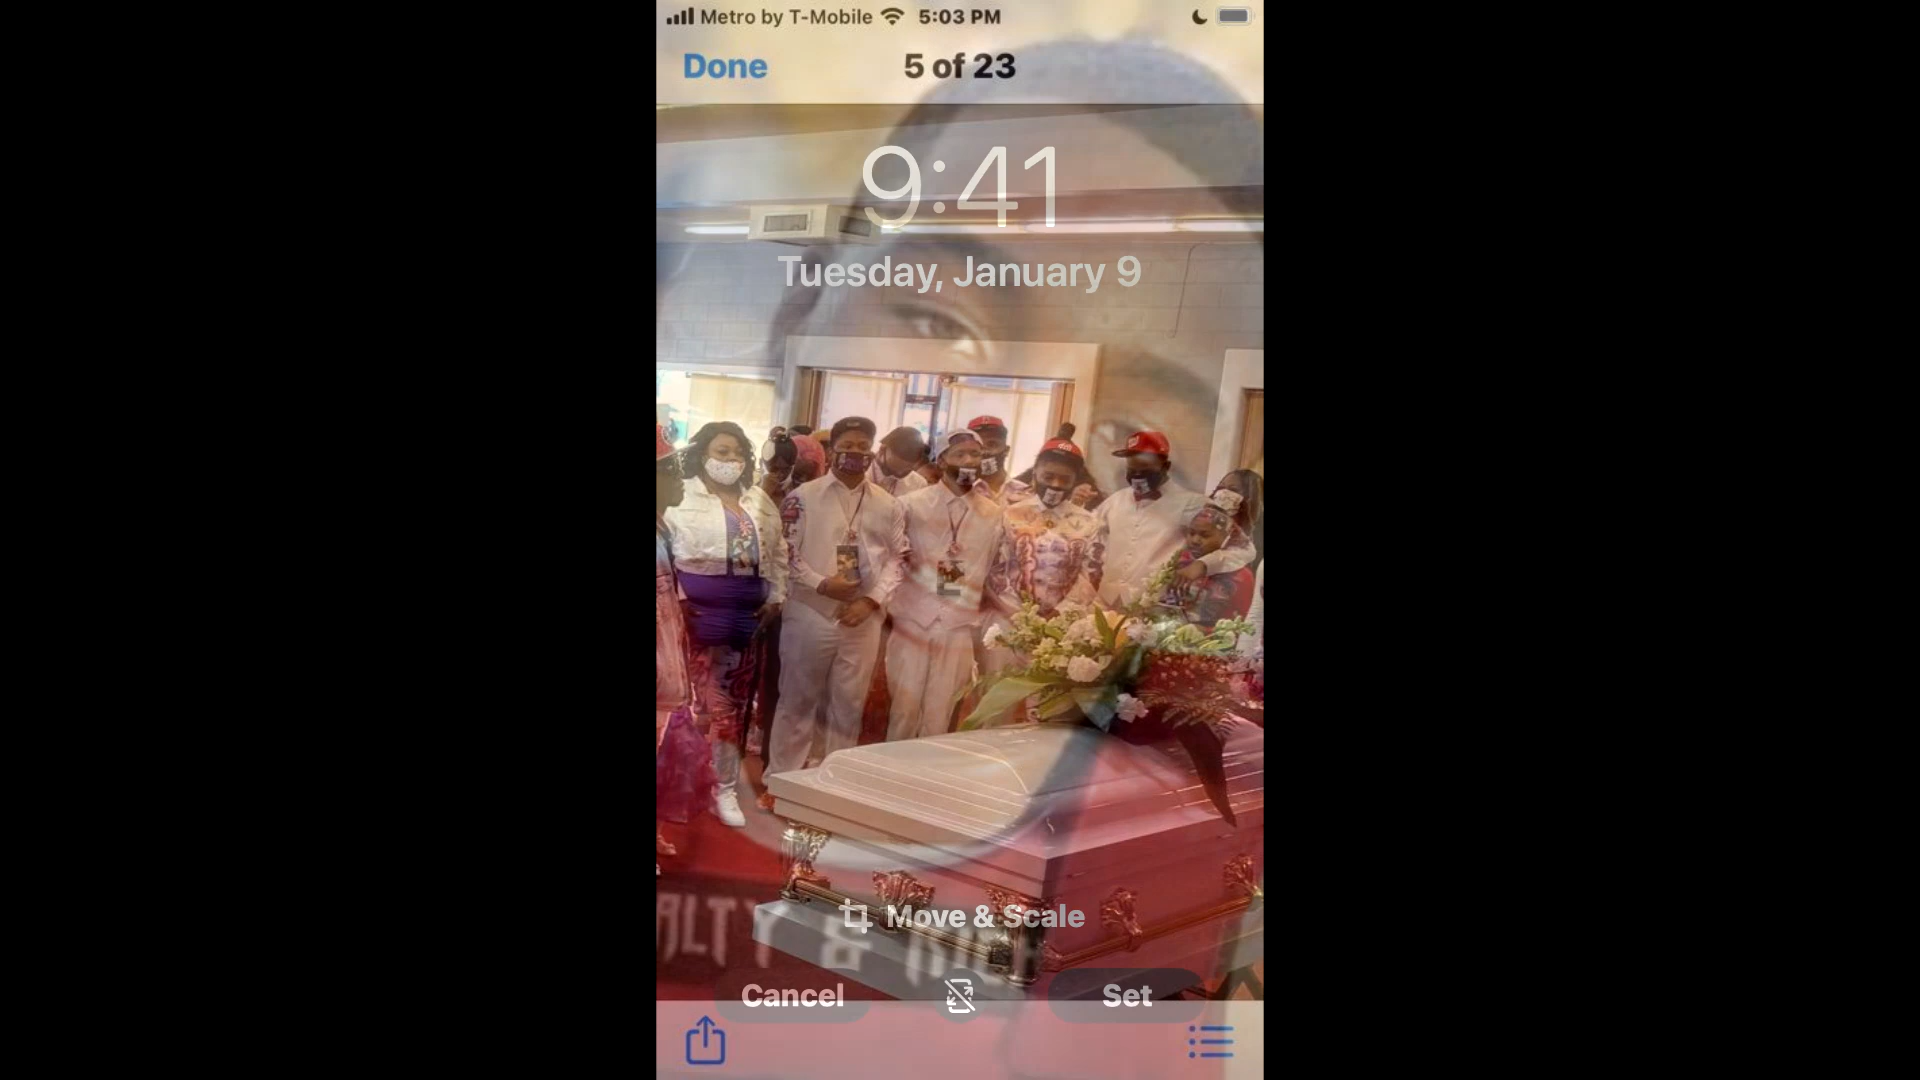 Metro by T-Mobile 5:03 PM
Done 5 of 23
9:41
Tuesday, January 9
Move & Scale
Cancel Set